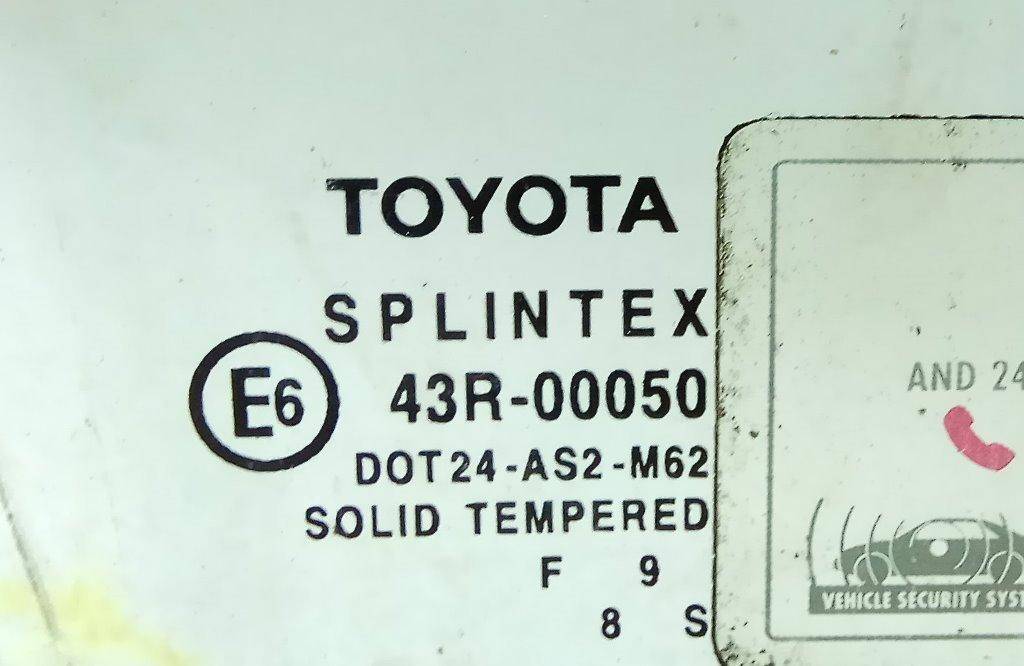 TOYOTA
SPLINTEX
E6 43R-00050
DOT24-AS2-M62
SOLID TEMPERED
F 9
8 S
AND 24
VEHICLE SECURITY SYST